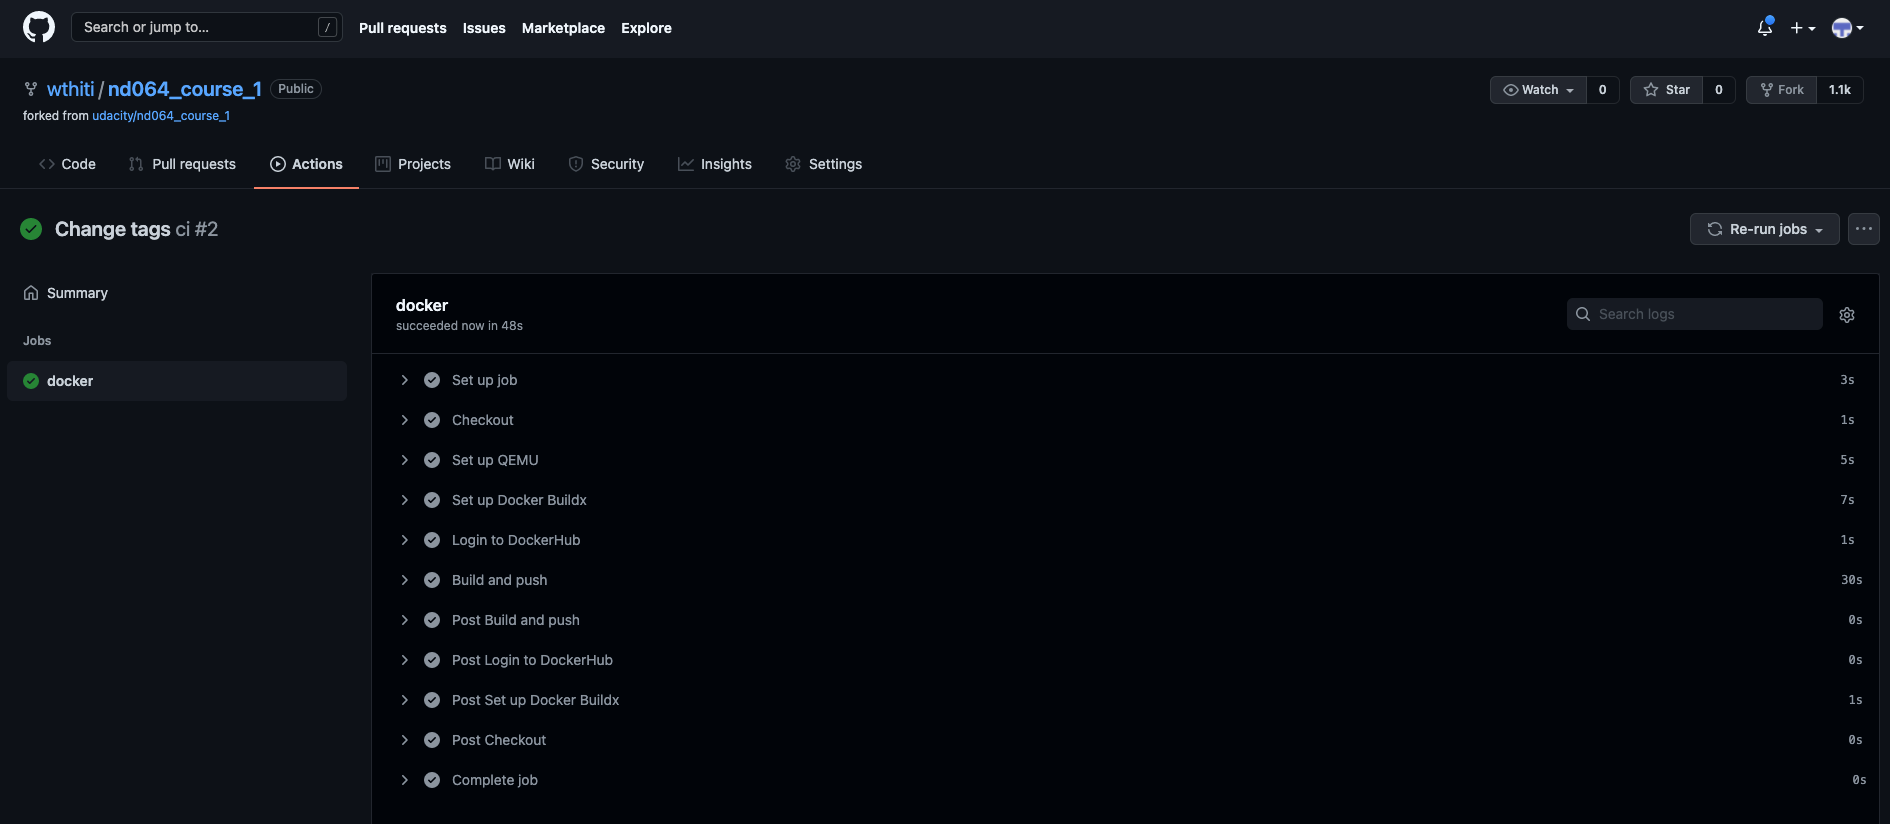 Search or jump to... / Pull requests Issues Marketplace Explore
wthiti / nd064_course_1 Public Watch 0 Star 0 Fork 1.1k
forked from udacity/nd064_course_1
Code Pull requests Actions Projects Wiki Security Insights Settings
Change tags ci #2 Re-run jobs
Summary
Jobs
docker
docker
succeeded now in 48s
Search logs
Set up job 3s
Checkout 1s
Set up QEMU 5s
Set up Docker Buildx 7s
Login to DockerHub 1s
Build and push 30s
Post Build and push 0s
Post Login to DockerHub 0s
Post Set up Docker Buildx 1s
Post Checkout 0s
Complete job 0s